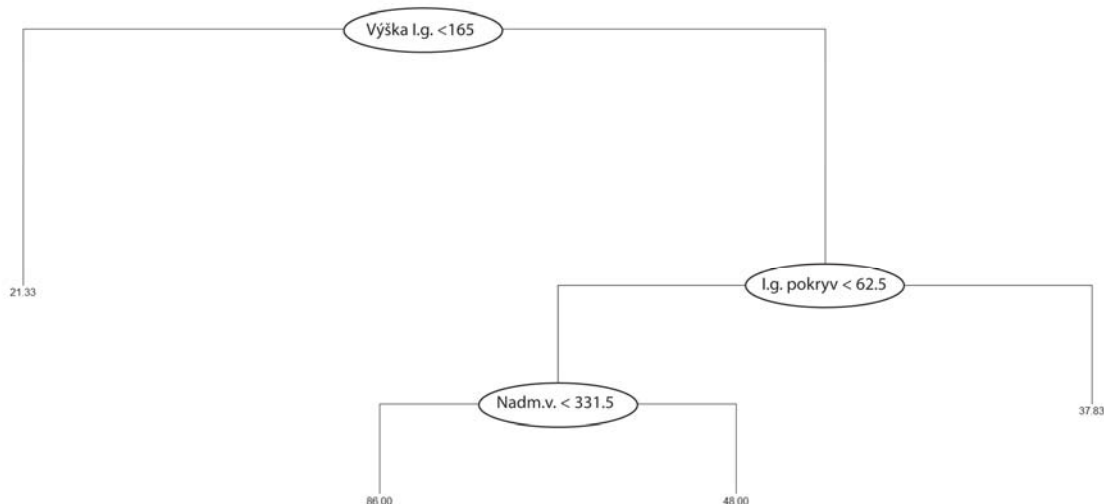 Výška I.g. <165
21.33
I.g. pokryv < 62.5
Nadm.v. < 331.5
37.83
86.00
48.00